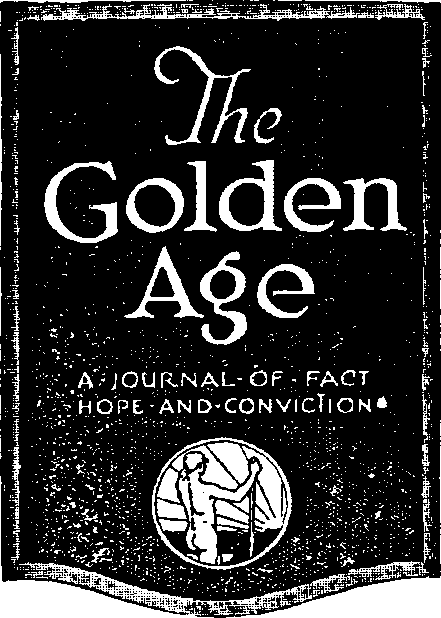 The
Golden
Age
A·JOURNAL·OF·FACT
HOPE·AND·CONVICTION